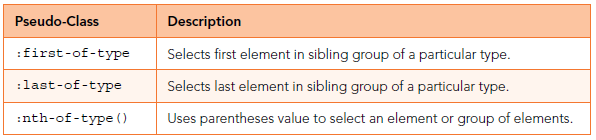 Pseudo-Class Description
:first-of-type Selects first element in sibling group of a particular type.
:last-of-type Selects last element in sibling group of a particular type.
:nth-of-type() Uses parentheses value to select an element or group of elements.